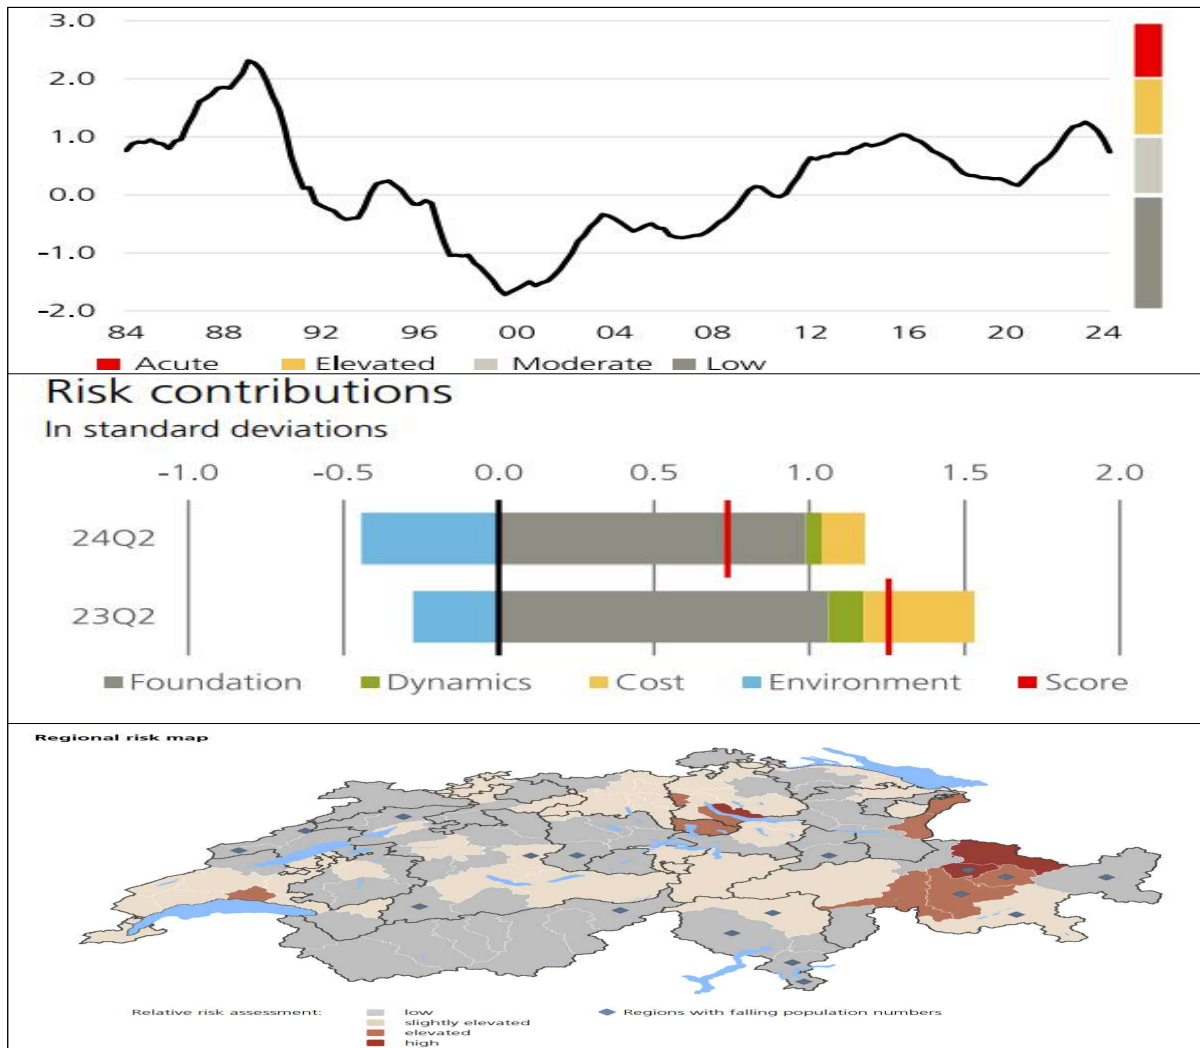 3.0
2.0
1.0
0.0
-1.0
-2.0
84 88 92 96 00 04 08 12 16 20 24
Acute Elevated Moderate Low
Risk contributions
In standard deviations
-1.0 -0.5 0.0 0.5 1.0 1.5 2.0
24Q2
23Q2
Foundation Dynamics Cost Environment Score
Regional risk map
Relative risk assessment: low Regions with falling population numbers
slightly elevated
elevated
high